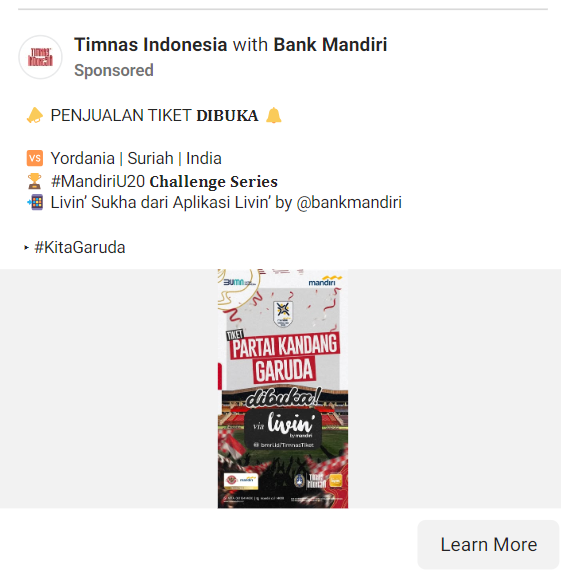 Timnas Indonesia with Bank Mandiri
Sponsored
📣 PENJUALAN TIKET DIBUKA 🔔
🆚 Yordania | Suriah | India
🏆 #MandiriU20 Challenge Series
📲 Livin’ Sukha dari Aplikasi Livin’ by @bankmandiri
‣ #KitaGaruda
mandiri
TIKET
PARTAI KANDANG
GARUDA
dibuka!
via livin’
by mandiri
bmri.id/TimnasTiket
Learn More